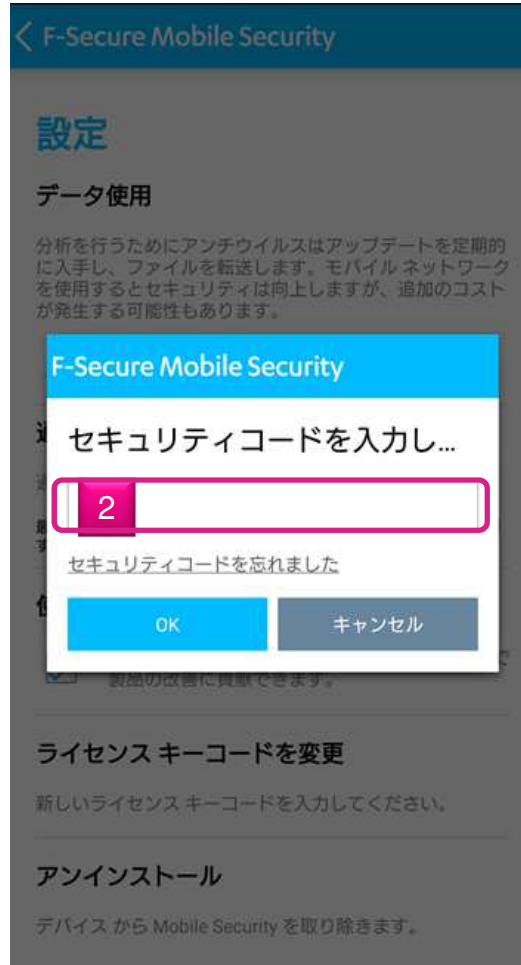 F-Secure Mobile Security
設定
データ使用
分析を行うためにアンチウイルスはアップデートを定期的
に入手し、ファイルを転送します。モバイル ネットワーク
を使用するとセキュリティは向上しますが、追加のコスト
が発生する可能性もあります。
F-Secure Mobile Security
セキュリティコードを入力し...
2
セキュリティコードを忘れました
OK
キャンセル
製品の改善に貢献できます。
ライセンス キーコードを変更
新しいライセンス キーコードを入力してください。
アンインストール
デバイス から Mobile Security を取り除きます。